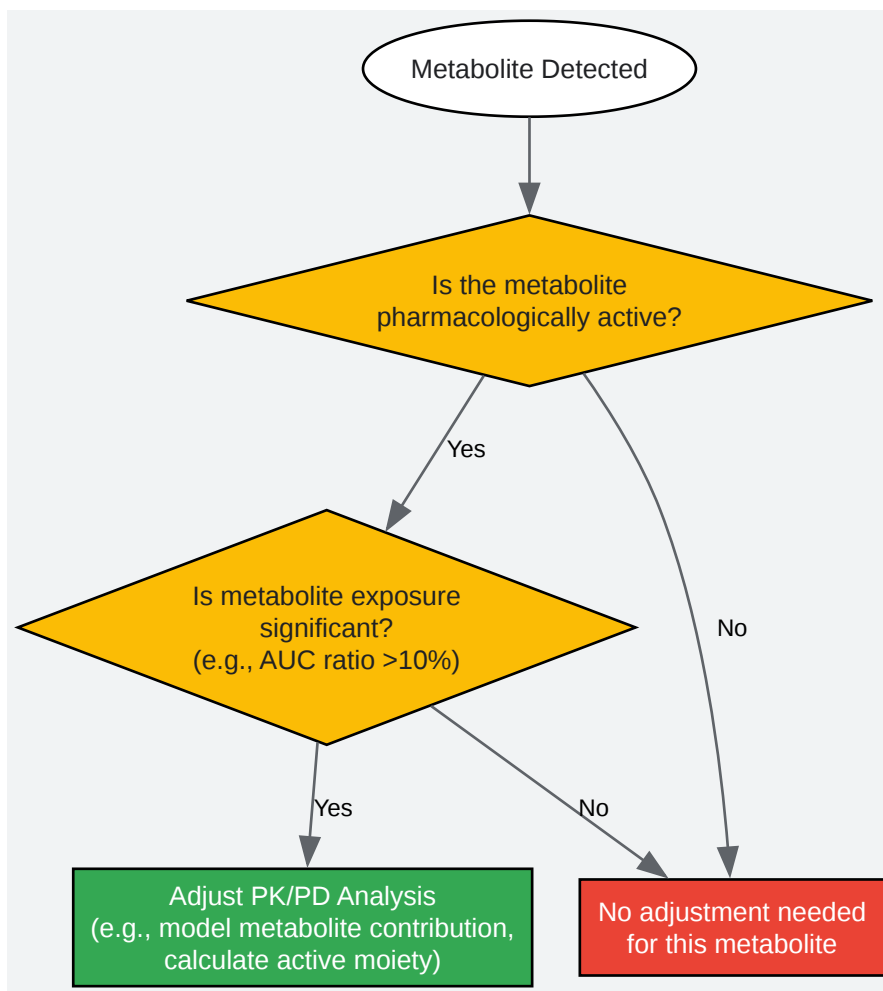 Metabolite Detected
Is the metabolite
pharmacologically active?
Yes
Is metabolite exposure
significant?
(e.g., AUC ratio >10%)
No
Yes
No
Adjust PK/PD Analysis
(e.g., model metabolite contribution,
calculate active moiety)
No adjustment needed
for this metabolite